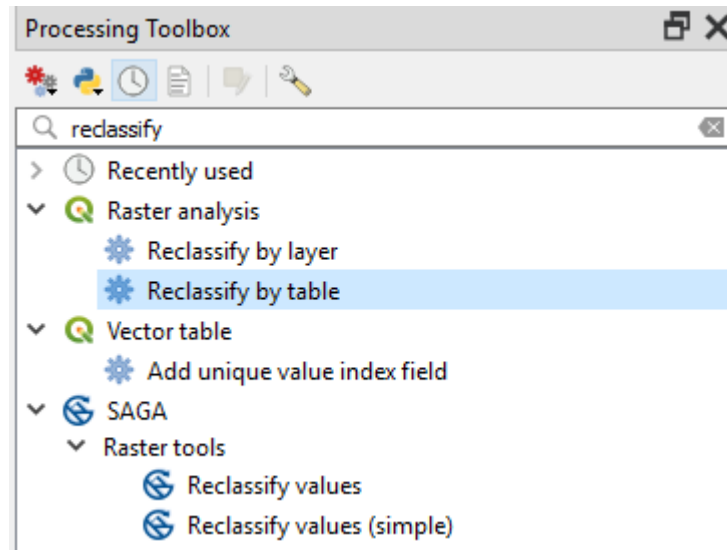 Processing Toolbox
reclassify
Recently used
Raster analysis
Reclassify by layer
Reclassify by table
Vector table
Add unique value index field
SAGA
Raster tools
Reclassify values
Reclassify values (simple)